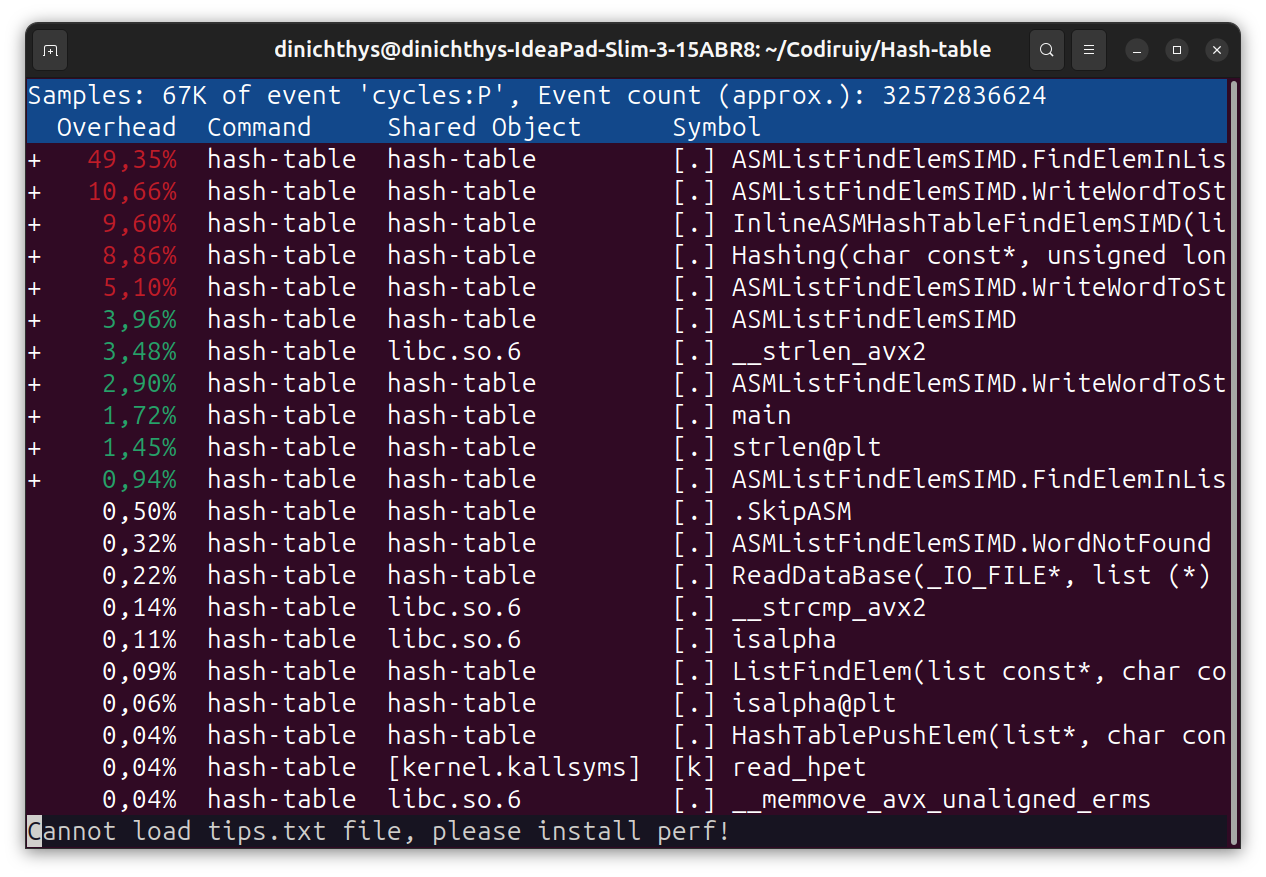 dinichthys@dinichthys-IdeaPad-Slim-3-15ABR8: ~/Codiruiy/Hash-table
Samples: 67K of event 'cycles:P', Event count (approx.): 32572836624
Overhead  Command  Shared Object  Symbol
+ 49,35%  hash-table  hash-table  [.] ASMListFindElemSIMD.FindElemInLis
+ 10,66%  hash-table  hash-table  [.] ASMListFindElemSIMD.WriteWordToSt
+ 9,60%  hash-table  hash-table  [.] InlineASMHashTableFindElemSIMD(li
+ 8,86%  hash-table  hash-table  [.] Hashing(char const*, unsigned lon
+ 5,10%  hash-table  hash-table  [.] ASMListFindElemSIMD.WriteWordToSt
+ 3,96%  hash-table  hash-table  [.] ASMListFindElemSIMD
+ 3,48%  hash-table  libc.so.6  [.] __strlen_avx2
+ 2,90%  hash-table  hash-table  [.] ASMListFindElemSIMD.WriteWordToSt
+ 1,72%  hash-table  hash-table  [.] main
+ 1,45%  hash-table  hash-table  [.] strlen@plt
+ 0,94%  hash-table  hash-table  [.] ASMListFindElemSIMD.FindElemInLis
0,50%  hash-table  hash-table  [.] .SkipASM
0,32%  hash-table  hash-table  [.] ASMListFindElemSIMD.WordNotFound
0,22%  hash-table  hash-table  [.] ReadDataBase(_IO_FILE*, list (*)
0,14%  hash-table  libc.so.6  [.] __strcmp_avx2
0,11%  hash-table  libc.so.6  [.] isalpha
0,09%  hash-table  hash-table  [.] ListFindElem(list const*, char co
0,06%  hash-table  hash-table  [.] isalpha@plt
0,04%  hash-table  hash-table  [.] HashTablePushElem(list*, char con
0,04%  hash-table  [kernel.kallsyms]  [k] read_hpet
0,04%  hash-table  libc.so.6  [.] __memmove_avx_unaligned_erms
Cannot load tips.txt file, please install perf!